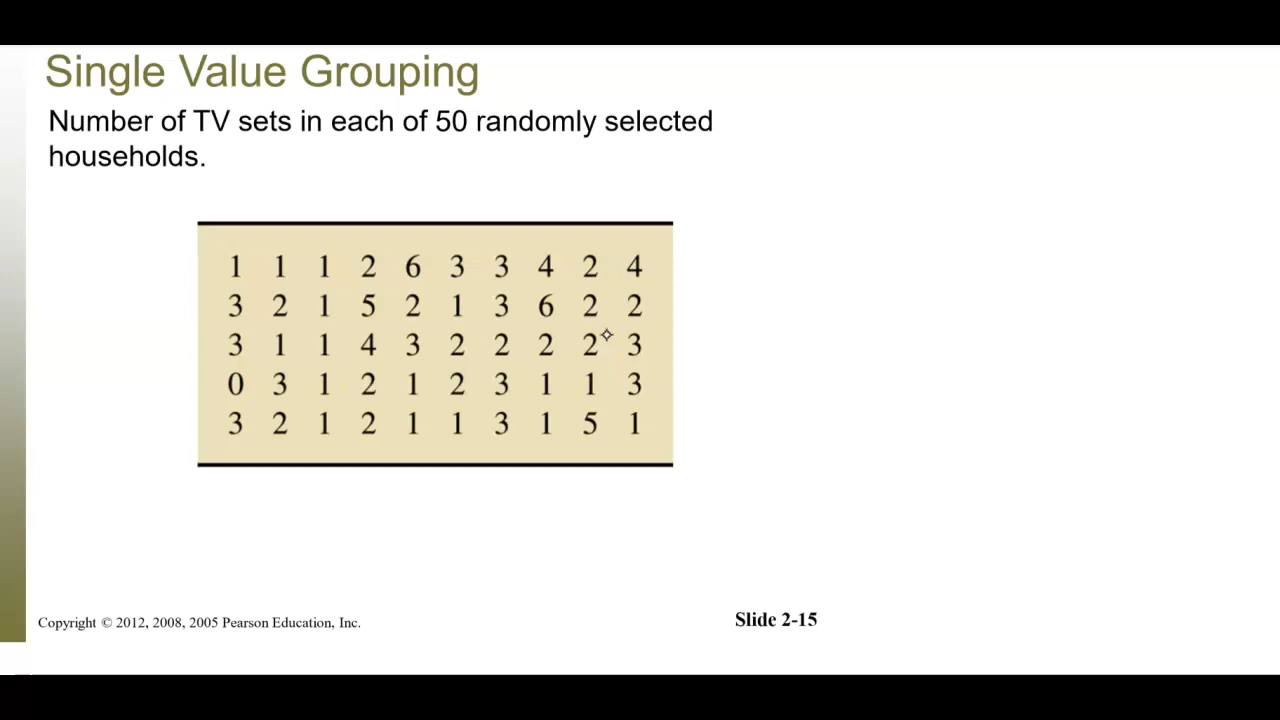 Single Value Grouping
Number of TV sets in each of 50 randomly selected
households.
1 1 1 2 6 3 3 4 2 4
3 2 1 5 2 1 3 6 2 2
3 1 1 4 3 2 2 2 2 3
0 3 1 2 1 2 3 1 1 3
3 2 1 2 1 1 3 1 5 1
Copyright © 2012, 2008, 2005 Pearson Education, Inc.
Slide 2-15